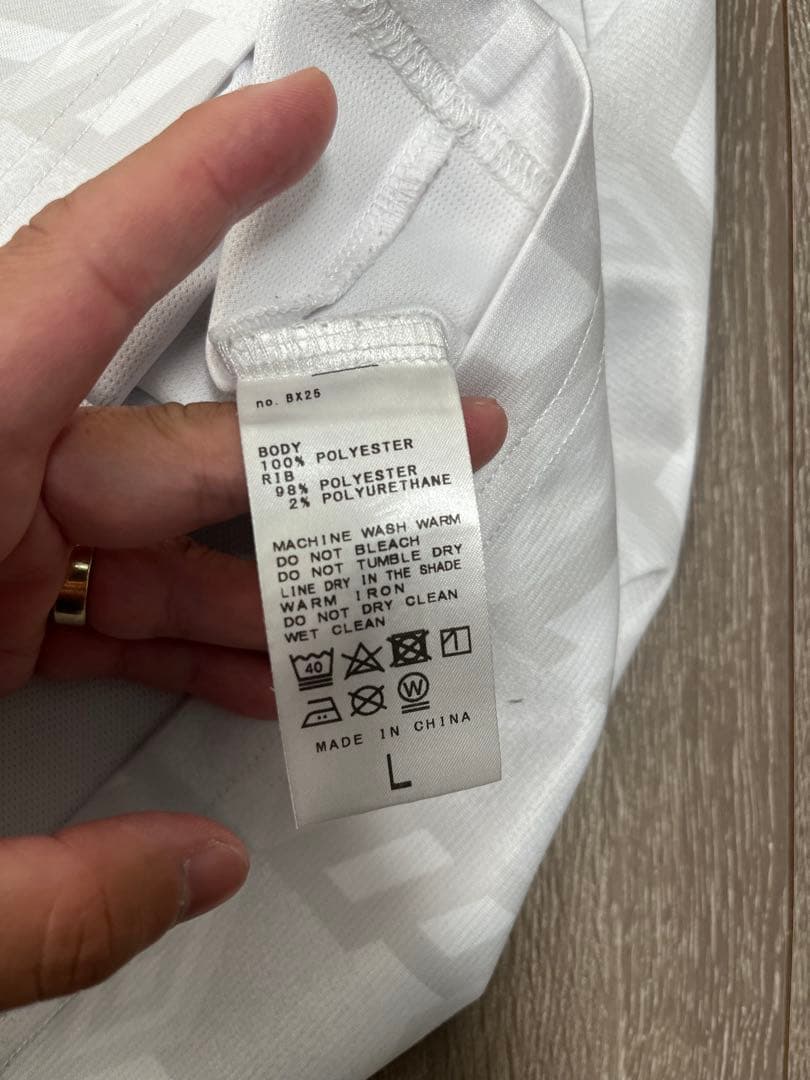 no. BX25
BODY
100% POLYESTER
RIB
98% POLYESTER
2% POLYURETHANE
MACHINE WASH WARM
DO NOT BLEACH
DO NOT TUMBLE DRY
LINE DRY IN THE SHADE
WARM IRON
DO NOT DRY CLEAN
WET CLEAN
40
W
MADE IN CHINA
L